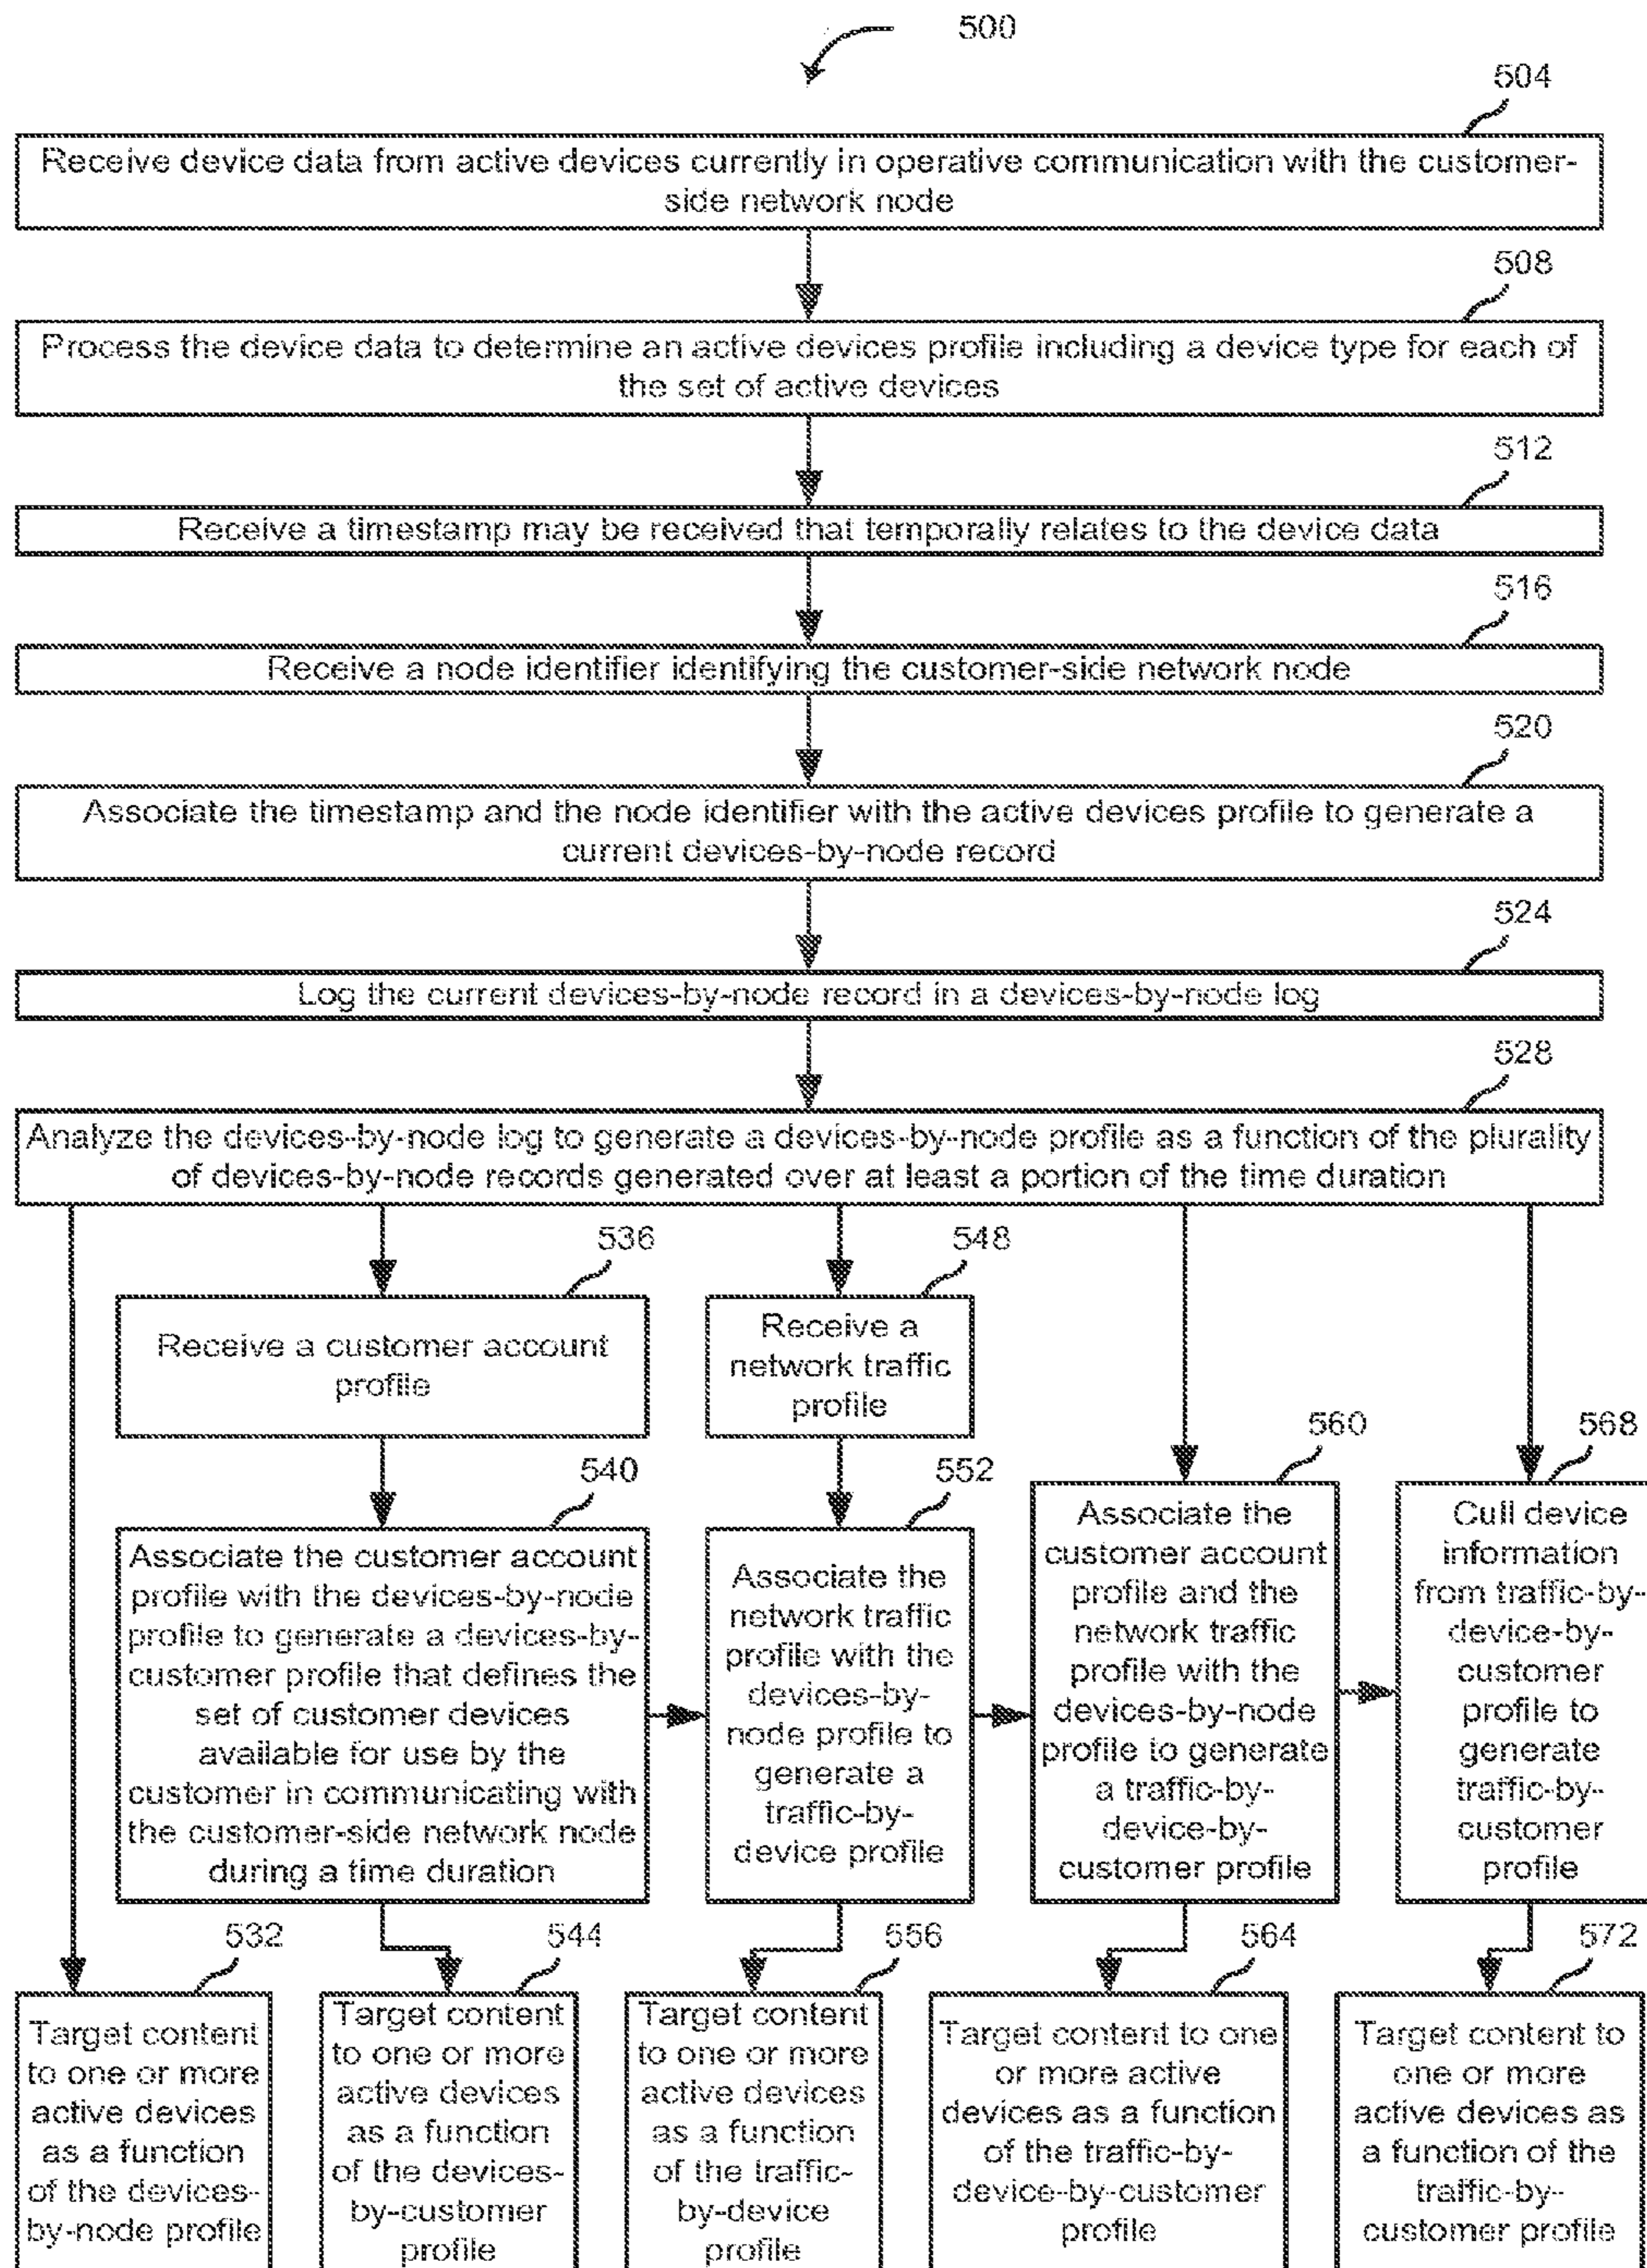 500
504
Receive device data from active devices currently in operative communication with the customer-
side network node
508
Process the device data to determine an active devices profile including a device type for each of
the set of active devices
512
Receive a timestamp may be received that temporally relates to the device data
516
Receive a node identifier identifying the customer-side network node
520
Associate the timestamp and the node identifier with the active devices profile to generate a
current devices-by-node record
524
Log the current devices-by-node record in a devices-by-node log
528
Analyze the devices-by-node log to generate a devices-by-node profile as a function of the plurality
of devices-by-node records generated over at least a portion of the time duration
536
Receive a customer account
profile
548
Receive a
network traffic
profile
540
Associate the customer account
profile with the devices-by-node
profile to generate a devices-by-
customer profile that defines the
set of customer devices
available for use by the
customer in communicating with
the customer-side network node
during a time duration
552
Associate the
network traffic
profile with the
devices-by-
node profile to
generate a
traffic-by-
device profile
560
Associate the
customer account
profile and the
network traffic
profile with the
devices-by-node
profile to generate
a traffic-by-
device-by-
customer profile
568
Cull device
information
from traffic-by-
device-by-
customer
profile to
generate
traffic-by-
customer
profile
532
Target content
to one or more
active devices
as a function
of the devices-
by-node profile
544
Target content
to one or more
active devices
as a function
of the devices-
by-customer
profile
556
Target content
to one or more
active devices
as a function
of the traffic-
by-device
profile
564
Target content to one
or more active
devices as a function
of the traffic-by-
device-by-customer
profile
572
Target content to
one or more
active devices as
a function of the
traffic-by-
customer profile